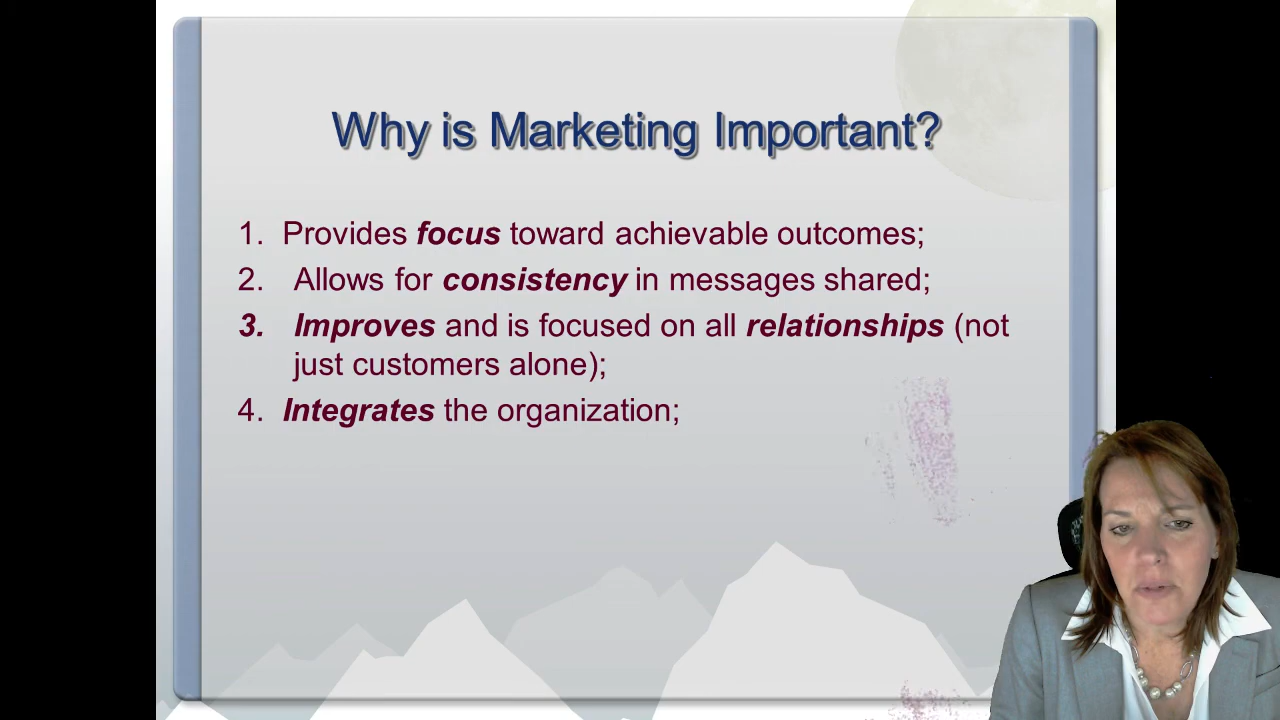 Why is Marketing Important?
1. Provides focus toward achievable outcomes;
2. Allows for consistency in messages shared;
3. Improves and is focused on all relationships (not
just customers alone);
4. Integrates the organization;